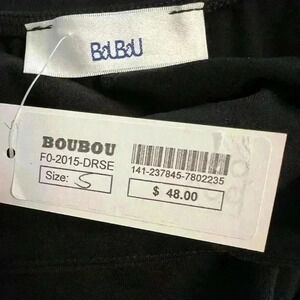 BOUBOU
BOUBOU
F0-2015-DRSE
Size: S
141-237845-7802235
$ 48.00